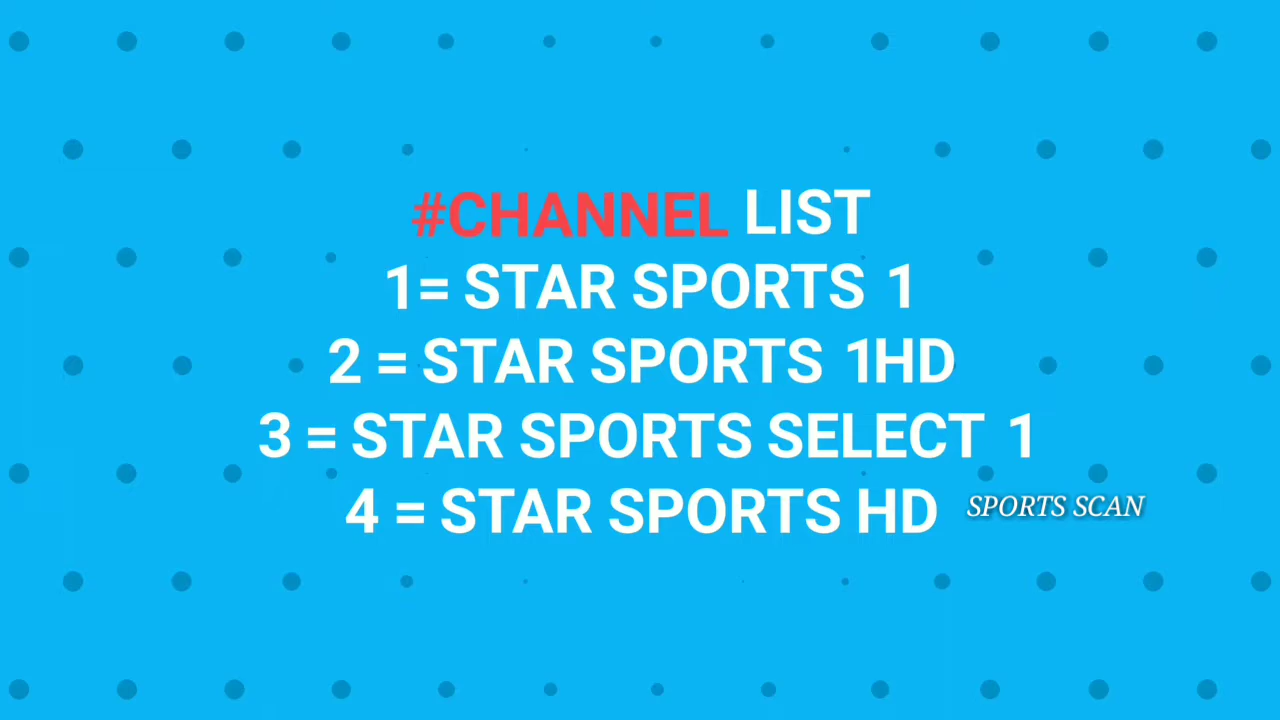 #CHANNEL LIST
1= STAR SPORTS 1
2 = STAR SPORTS 1HD
3 = STAR SPORTS SELECT 1
4 = STAR SPORTS HD
SPORTS SCAN